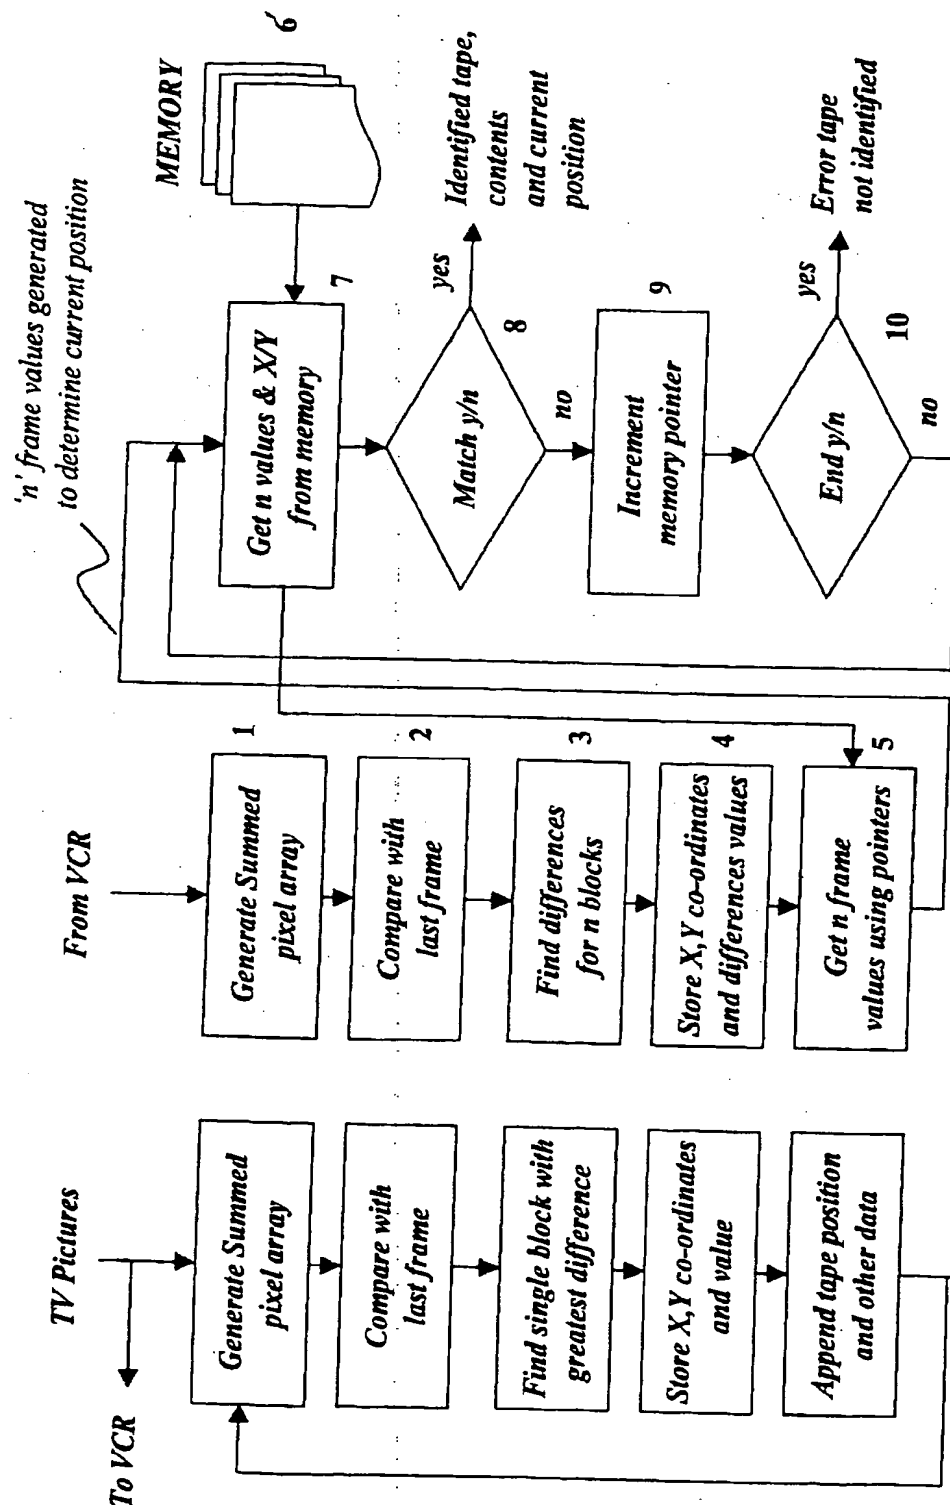 To VCR
TV Pictures
Generate Summed
pixel array
Compare with
last frame
Find single block with
greatest difference
Store X,Y co-ordinates
and value
Append tape position
and other data
From VCR
Generate Summed
pixel array
1
Compare with
last frame
2
Find differences
for n blocks
3
Store X,Y co-ordinates
and differences values
4
Get n frame
values using pointers
5
'n' frame values generated
to determine current position
MEMORY
6
Get n values & X/Y
from memory
7
Match y/n
8
yes
Identified tape,
contents
and current
position
no
Increment
memory pointer
9
End y/n
10
yes
Error tape
not identified
no